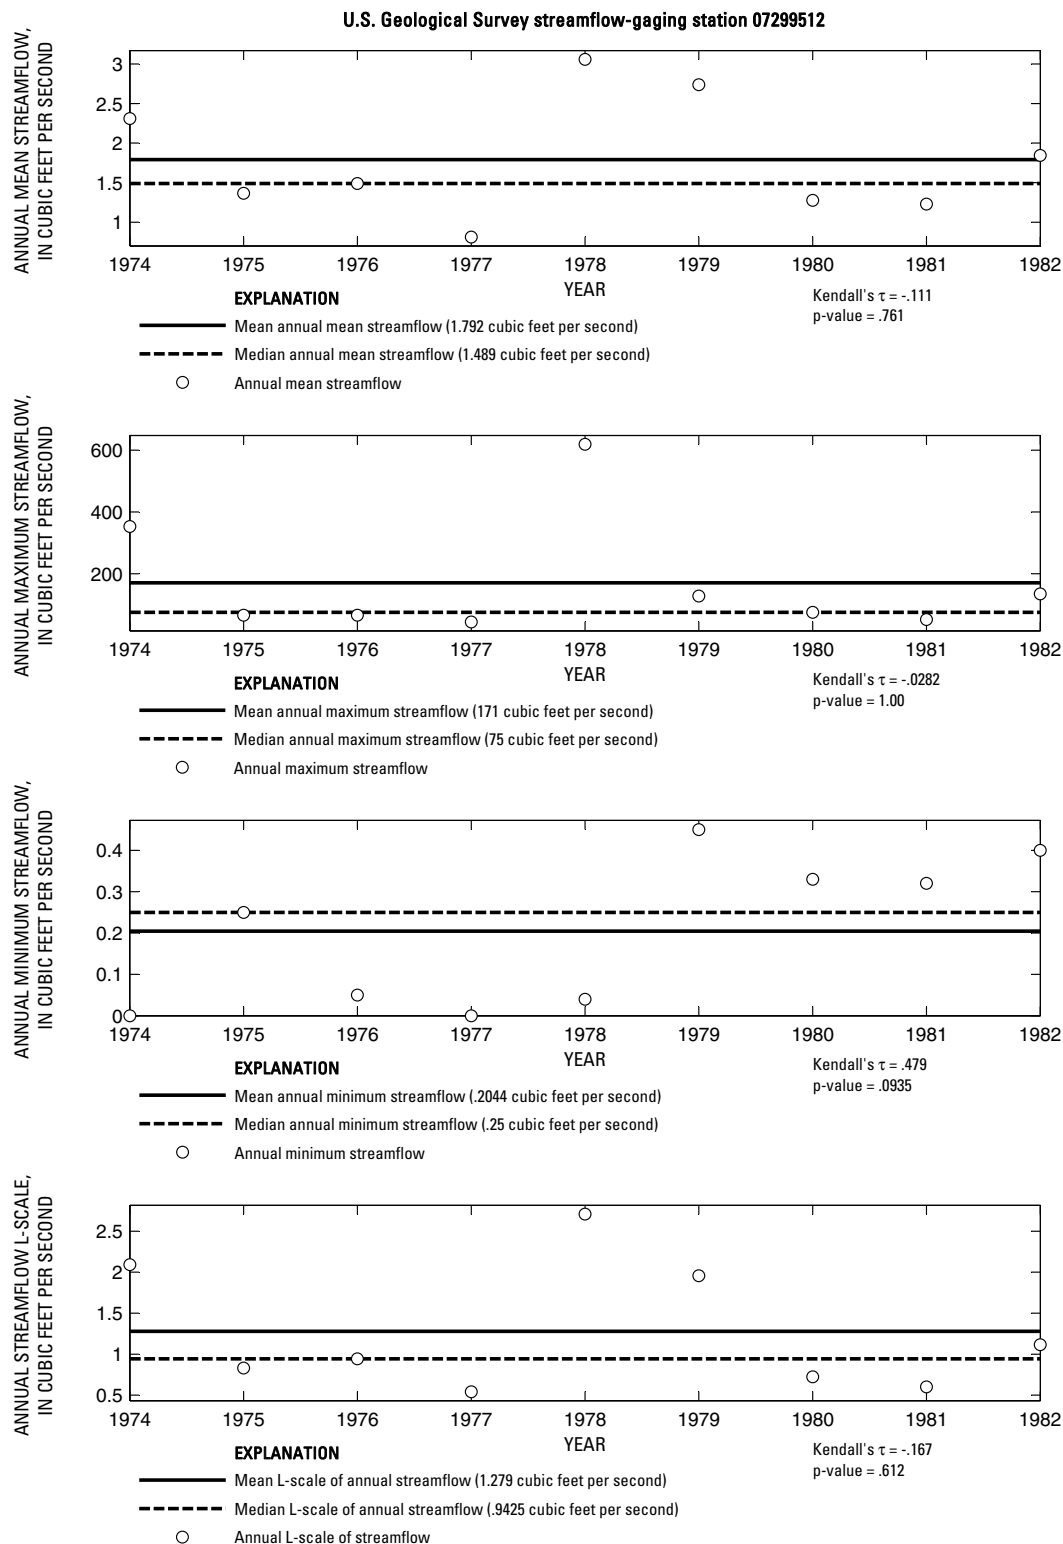 U.S. Geological Survey streamflow-gaging station 07299512
ANNUAL MEAN STREAMFLOW,
IN CUBIC FEET PER SECOND
3
2.5
2
1.5
1
1974 1975 1976 1977 1978 1979 1980 1981 1982
YEAR
Kendall's τ = -.111
p-value = .761
EXPLANATION
Mean annual mean streamflow (1.792 cubic feet per second)
Median annual mean streamflow (1.489 cubic feet per second)
Annual mean streamflow
ANNUAL MAXIMUM STREAMFLOW,
IN CUBIC FEET PER SECOND
600
400
200
1974 1975 1976 1977 1978 1979 1980 1981 1982
YEAR
Kendall's τ = -.0282
p-value = 1.00
EXPLANATION
Mean annual maximum streamflow (171 cubic feet per second)
Median annual maximum streamflow (75 cubic feet per second)
Annual maximum streamflow
ANNUAL MINIMUM STREAMFLOW,
IN CUBIC FEET PER SECOND
0.4
0.3
0.2
0.1
0
1974 1975 1976 1977 1978 1979 1980 1981 1982
YEAR
Kendall's τ = .479
p-value = .0935
EXPLANATION
Mean annual minimum streamflow (.2044 cubic feet per second)
Median annual minimum streamflow (.25 cubic feet per second)
Annual minimum streamflow
ANNUAL STREAMFLOW L-SCALE,
IN CUBIC FEET PER SECOND
2.5
2
1.5
1
0.5
1974 1975 1976 1977 1978 1979 1980 1981 1982
YEAR
Kendall's τ = -.167
p-value = .612
EXPLANATION
Mean L-scale of annual streamflow (1.279 cubic feet per second)
Median L-scale of annual streamflow (.9425 cubic feet per second)
Annual L-scale of streamflow